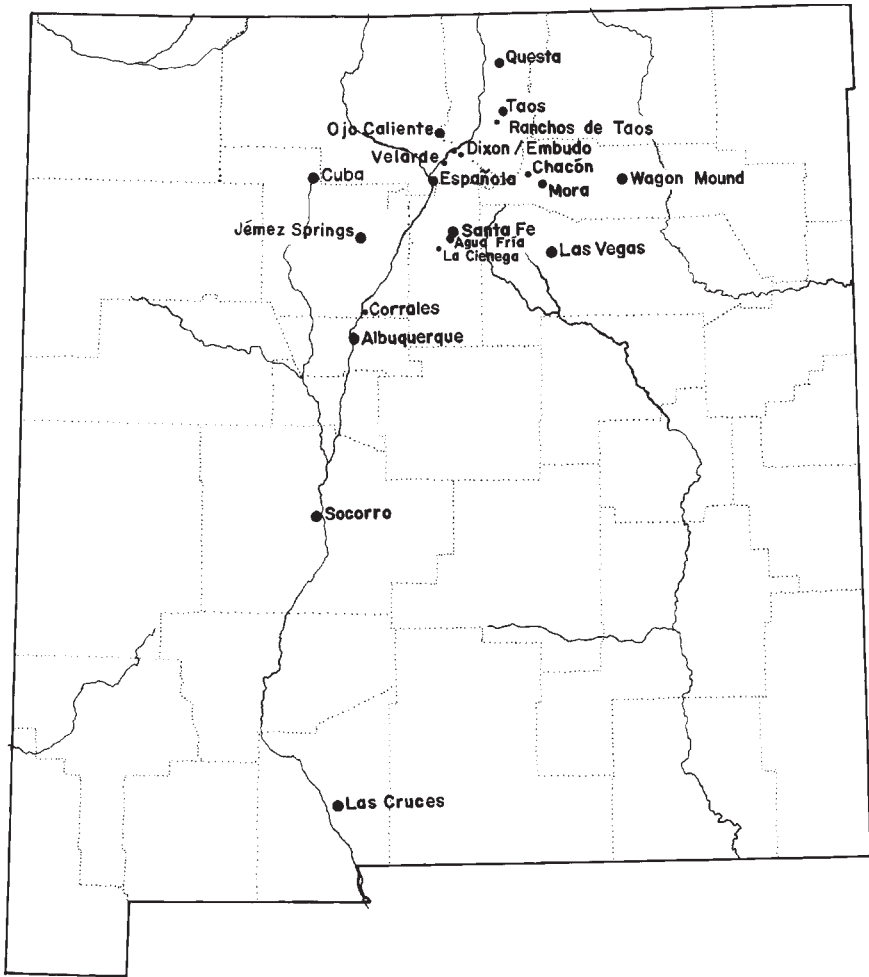 Questa
Taos
Ojo Caliente
Ranchos de Taos
Dixon/Embudo
Velarde
Chacón
Cuba
Española
Mora
Wagon Mound
Jémez Springs
Santa Fe
Agua Fría
La Cienega
Las Vegas
Corrales
Albuquerque
Socorro
Las Cruces